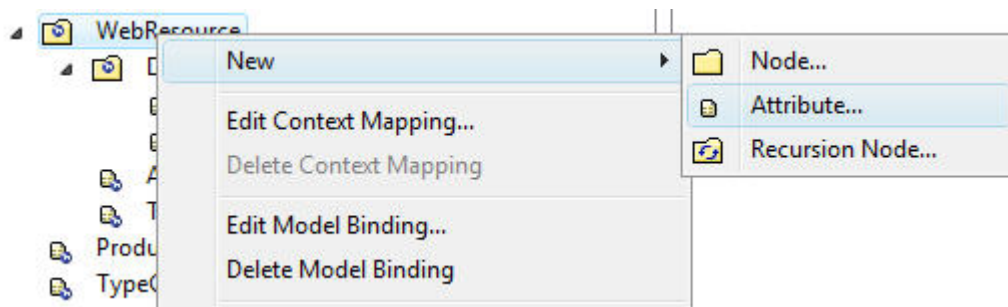 WebResource
New
Node...
Attribute...
Edit Context Mapping...
Recursion Node...
Delete Context Mapping
Edit Model Binding...
Delete Model Binding